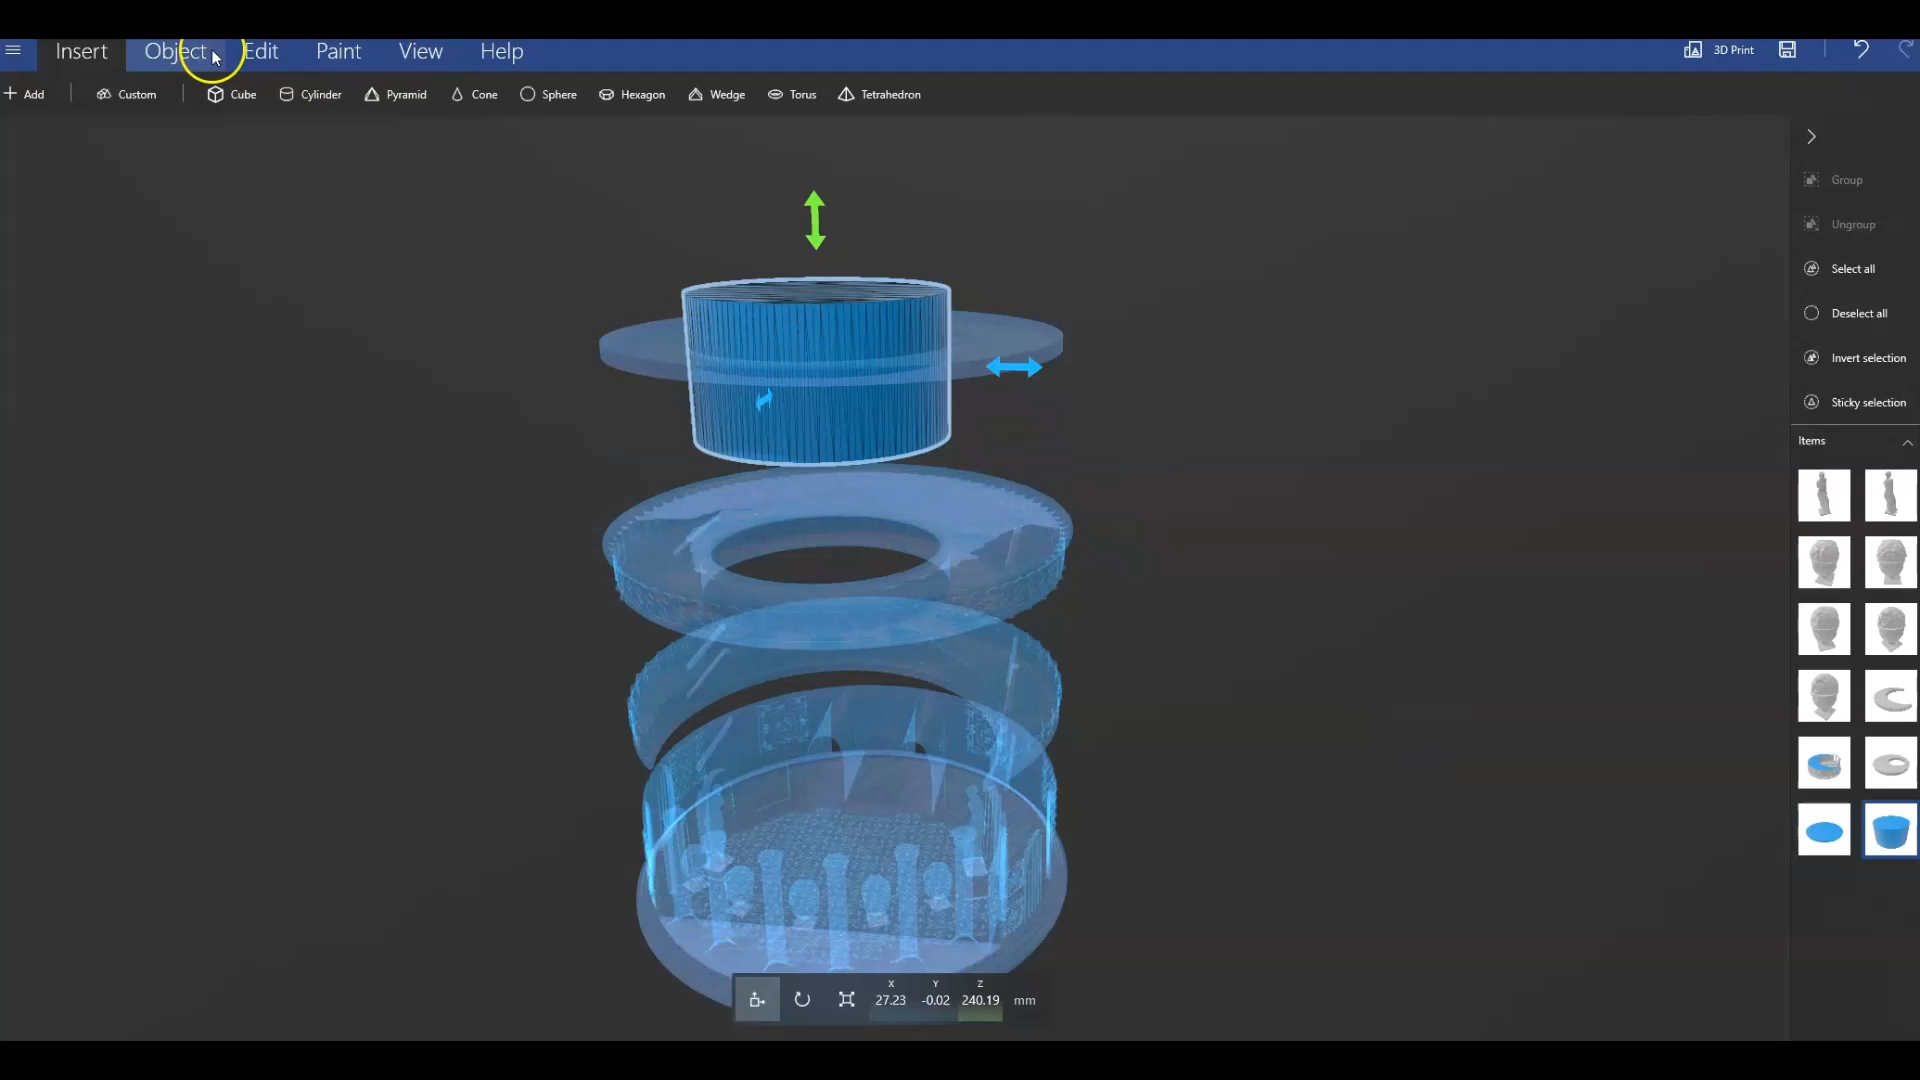 Insert Object Edit Paint View Help 3D Print
Add Custom Cube Cylinder Pyramid Cone Sphere Hexagon Wedge Torus Tetrahedron
Group
Ungroup
Select all
Deselect all
Invert selection
Sticky selection
Items
X Y Z
27.23 -0.02 240.19 mm